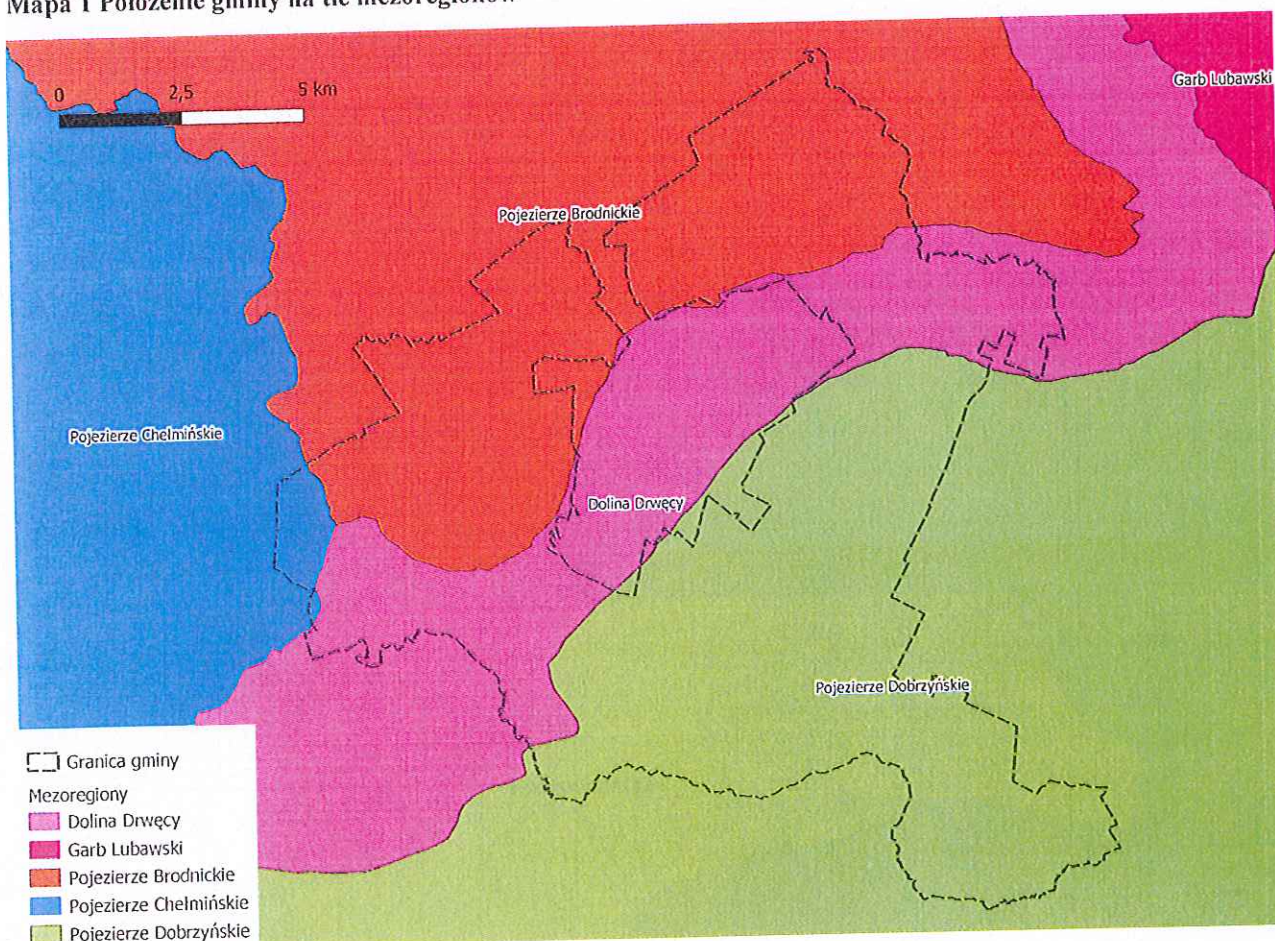 Mapa 1 Położenie gminy na tle mezoregionów
0 2,5 5 km
Garb Lubawski
Pojezierze Brodnickie
Pojezierze Chełmińskie
Dolina Drwęcy
Pojezierze Dobrzyńskie
Granica gminy
Mezoregiony
Dolina Drwęcy
Garb Lubawski
Pojezierze Brodnickie
Pojezierze Chełmińskie
Pojezierze Dobrzyńskie